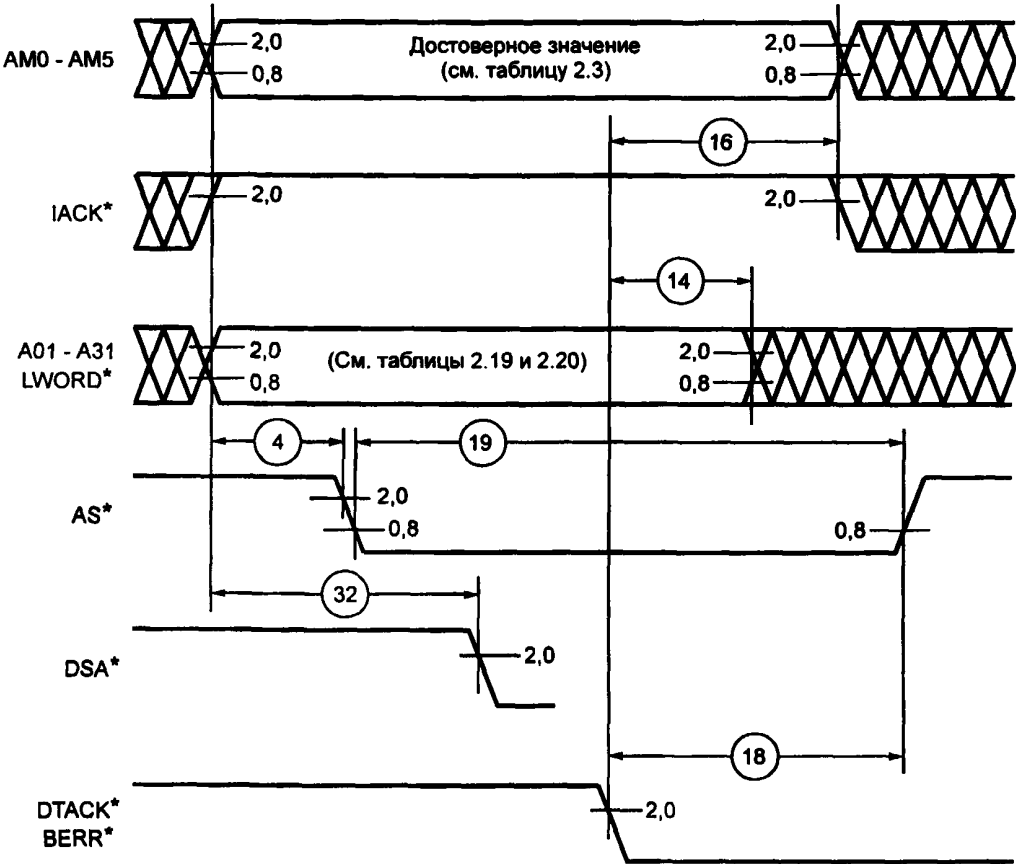 AM0 - AM5
2,0
0,8
Достоверное значение
(см. таблицу 2.3)
2,0
0,8
16
IACK*
2,0
2,0
14
A01 - A31
LWORD*
2,0
0,8
(См. таблицы 2.19 и 2.20)
2,0
0,8
4
19
AS*
2,0
0,8
0,8
32
DSA*
2,0
18
DTACK*
BERR*
2,0